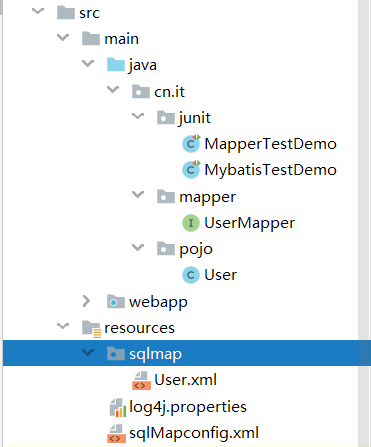 src
main
java
cn.it
junit
MapperTestDemo
MybatisTestDemo
mapper
UserMapper
pojo
User
webapp
resources
sqlmap
User.xml
log4j.properties
sqlMapconfig.xml